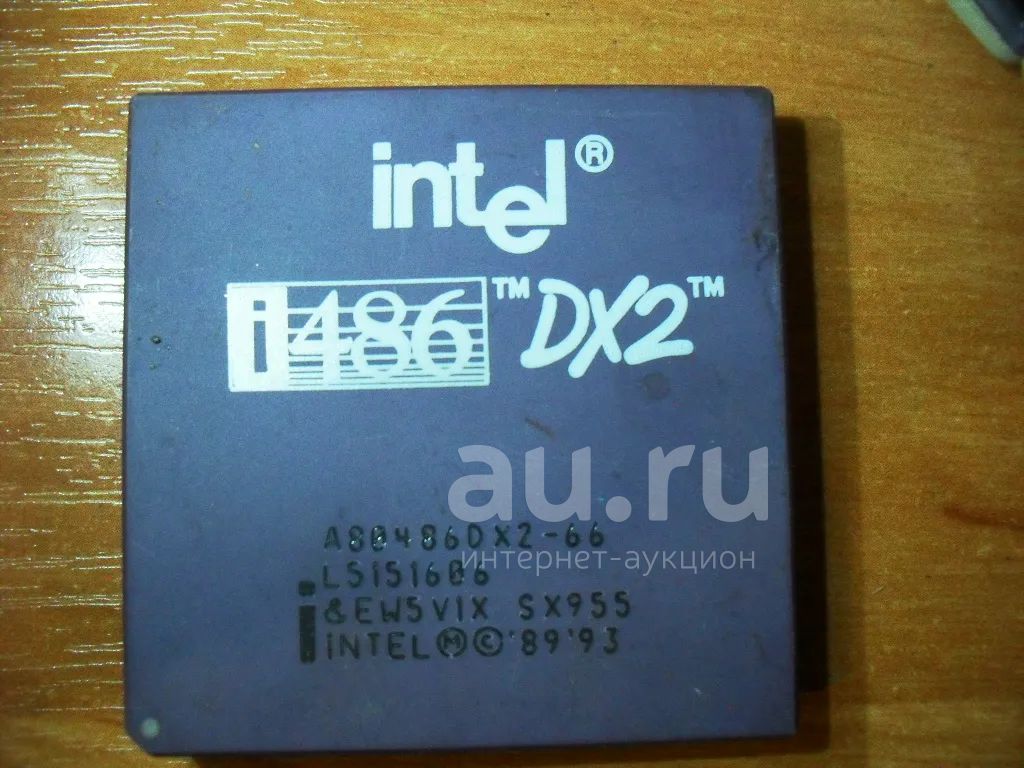 intel®
i486™ DX2™
au.ru
интернет-аукцион
A80486DX2-66
L5151606
i &EW5V1X SX955
INTEL Ⓜ © '89'93